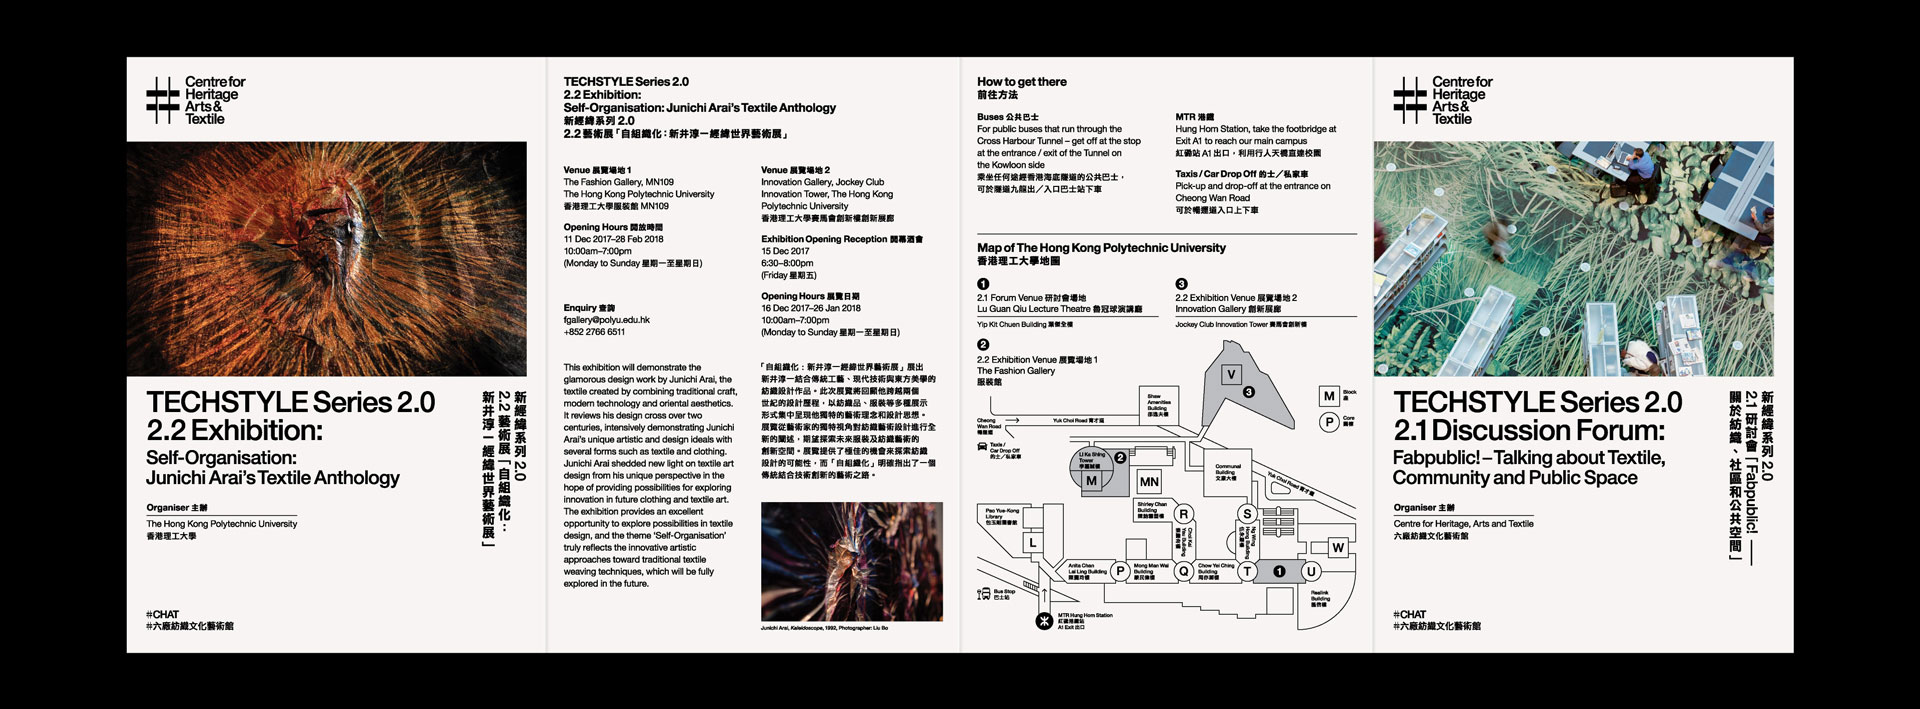 Centre for
Heritage
Arts &
Textile
TECHSTYLE Series 2.0
2.2 Exhibition:
Self-Organisation:
Junichi Arai's Textile Anthology
新經緯系列 2.0
2.2 藝術展「自組織化：
新井淳一經緯世界藝術展」
Organiser 主辦
The Hong Kong Polytechnic University
香港理工大學
#CHAT
#六廠紡織文化藝術館
TECHSTYLE Series 2.0
2.2 Exhibition:
Self-Organisation: Junichi Arai's Textile Anthology
新經緯系列 2.0
2.2 藝術展「自組織化：新井淳一經緯世界藝術展」
Venue 展覽場地 1
The Fashion Gallery, MN109
The Hong Kong Polytechnic University
香港理工大學服裝館 MN109
Opening Hours 開放時間
11 Dec 2017–28 Feb 2018
10:00am–7:00pm
(Monday to Sunday 星期一至星期日)
Enquiry 查詢
fgallery@polyu.edu.hk
+852 2766 6511
Venue 展覽場地 2
Innovation Gallery, Jockey Club
Innovation Tower, The Hong Kong
Polytechnic University
香港理工大學賽馬會創新樓創新展廊
Exhibition Opening Reception 開幕酒會
15 Dec 2017
6:30–8:00pm
(Friday 星期五)
Opening Hours 展覽日期
16 Dec 2017–26 Jan 2018
10:00am–7:00pm
(Monday to Sunday 星期一至星期日)
This exhibition will demonstrate the
glamorous design work by Junichi Arai, the
textile created by combining traditional craft,
modern technology and oriental aesthetics.
It reviews his design cross over two
centuries, intensively demonstrating Junichi
Arai's unique artistic and design ideals with
several forms such as textile and clothing.
Junichi Arai shedded new light on textile art
design from his unique perspective in the
hope of providing possibilities for exploring
innovation in future clothing and textile art.
The exhibition provides an excellent
opportunity to explore possibilities in textile
design, and the theme 'Self-Organisation'
truly reflects the innovative artistic
approaches toward traditional textile
weaving techniques, which will be fully
explored in the future.
「自組織化：新井淳一經緯世界藝術展」展出
新井淳一結合傳統工藝、現代技術與東方美學的
紡織設計作品。此次展覽將回顧他跨越兩個
世紀的設計歷程，以紡織品、服裝等多種展示
形式集中呈現他獨特的藝術理念和設計思想。
展覽從藝術家的獨特視角對紡織藝術設計進行全
新的闡述，期望探索未來服裝及紡織藝術的
創新空間。展覽提供了極佳的機會來探索紡織
設計的可能性，而「自組織化」明確指出了一個
傳統結合技術創新的藝術之路。
Junichi Arai, Kaleidoscope, 1992, Photographer: Liu Bo
How to get there
前往方法
Buses 公共巴士
For public buses that run through the
Cross Harbour Tunnel – get off at the stop
at the entrance / exit of the Tunnel on
the Kowloon side
乘坐任何途經香港海底隧道的公共巴士，
可於隧道九龍出／入口巴士站下車
MTR 港鐵
Hung Hom Station, take the footbridge at
Exit A1 to reach our main campus
紅磡站 A1 出口，利用行人天橋直達校園
Taxis / Car Drop Off 的士／私家車
Pick-up and drop-off at the entrance on
Cheong Wan Road
可於暢運道入口上下車
Map of The Hong Kong Polytechnic University
香港理工大學地圖
1
2.1 Forum Venue 研討會場地
Lu Guan Qiu Lecture Theatre 魯冠球演講廳
Yip Kit Chuen Building 葉傑全樓
2
2.2 Exhibition Venue 展覽場地 1
The Fashion Gallery
服裝館
3
2.2 Exhibition Venue 展覽場地 2
Innovation Gallery 創新展廊
Jockey Club Innovation Tower 賽馬會創新樓
V
3
M
Block
座
P
Core
Shaw
Amenities
Building
邵逸夫樓
Cheong
Wan Road
暢運道
Yuk Choi Road 育才道
Taxis /
Car Drop Off
的士／私家車
Li Ka Shing
Tower
李嘉誠樓
2
M
MN
Communal
Building
文康大樓
Yuk Choi Road 育才道
Pao Yue-Kong
Library
包玉剛圖書館
Shirley Chan
Building
R
S
L
W
Anita Chan
Lai Ling Building
P
Mong Man Wai
Building
蒙民偉樓
Q
Chow Yei Ching
Building
周亦卿樓
T
1
U
Realink
Building
Bus Stop
巴士站
MTR Hung Hom Station
紅磡港鐵站
A1 Exit 出口
Centre for
Heritage
Arts &
Textile
TECHSTYLE Series 2.0
2.1 Discussion Forum:
Fabpublic! – Talking about Textile,
Community and Public Space
新經緯系列 2.0
2.1 研討會「Fabpublic! ——
關於紡織、社區和公共空間」
Organiser 主辦
Centre for Heritage, Arts and Textile
六廠紡織文化藝術館
#CHAT
#六廠紡織文化藝術館